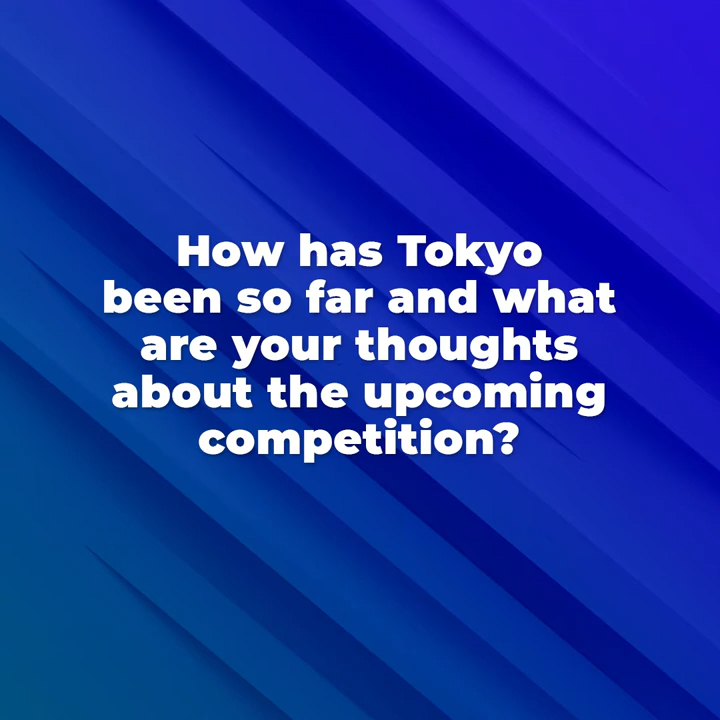 How has Tokyo
been so far and what
are your thoughts
about the upcoming
competition?